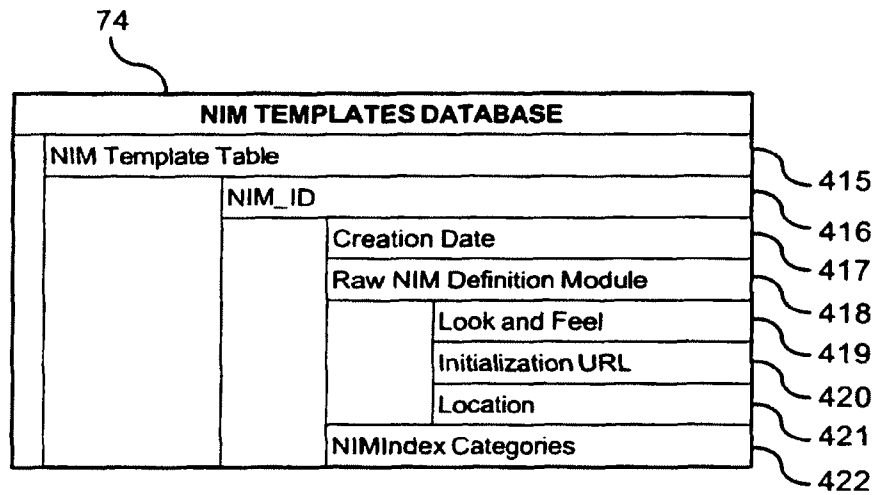 74
NIM TEMPLATES DATABASE
NIM Template Table
415
NIM_ID
416
Creation Date
417
Raw NIM Definition Module
418
Look and Feel
419
Initialization URL
420
Location
421
NIMIndex Categories
422